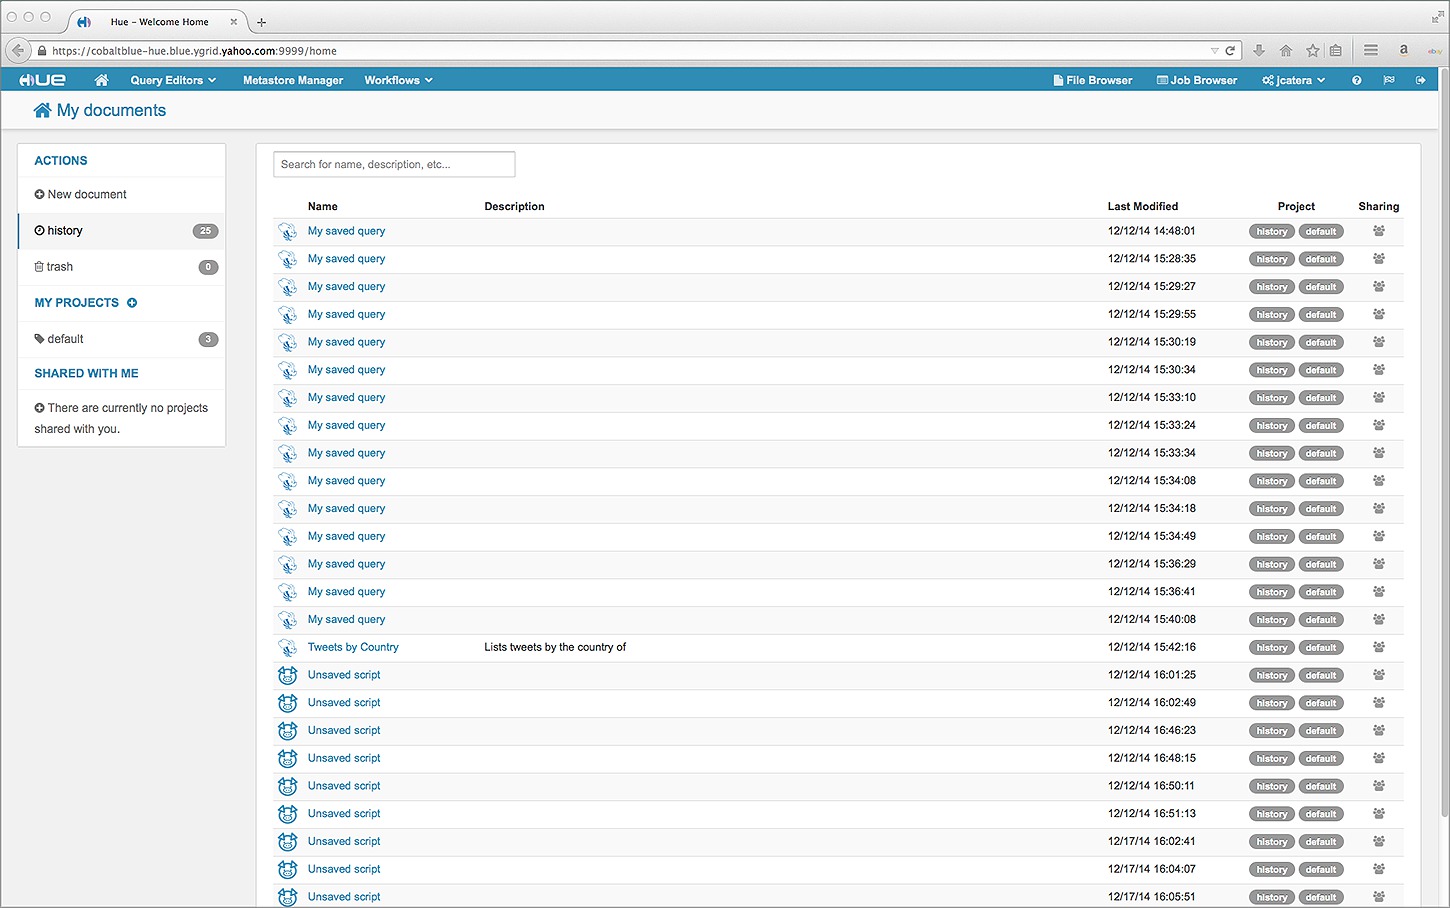 Hue - Welcome Home
https://cobaltblue-hue.blue.ygrid.yahoo.com:9999/home
HUE Query Editors Metastore Manager Workflows File Browser Job Browser jcatera
My documents
ACTIONS
New document
history 25
trash 0
MY PROJECTS
default 3
SHARED WITH ME
There are currently no projects
shared with you.
Search for name, description, etc...
Name Description Last Modified Project Sharing
My saved query 12/12/14 14:48:01 history default
My saved query 12/12/14 15:28:35 history default
My saved query 12/12/14 15:29:27 history default
My saved query 12/12/14 15:29:55 history default
My saved query 12/12/14 15:30:19 history default
My saved query 12/12/14 15:30:34 history default
My saved query 12/12/14 15:33:10 history default
My saved query 12/12/14 15:33:24 history default
My saved query 12/12/14 15:33:34 history default
My saved query 12/12/14 15:34:08 history default
My saved query 12/12/14 15:34:18 history default
My saved query 12/12/14 15:34:49 history default
My saved query 12/12/14 15:36:29 history default
My saved query 12/12/14 15:36:41 history default
My saved query 12/12/14 15:40:08 history default
Tweets by Country Lists tweets by the country of 12/12/14 15:42:16 history default
Unsaved script 12/12/14 16:01:25 history default
Unsaved script 12/12/14 16:02:49 history default
Unsaved script 12/12/14 16:46:23 history default
Unsaved script 12/12/14 16:48:15 history default
Unsaved script 12/12/14 16:50:11 history default
Unsaved script 12/12/14 16:51:13 history default
Unsaved script 12/17/14 16:02:41 history default
Unsaved script 12/17/14 16:04:07 history default
Unsaved script 12/17/14 16:05:51 history default